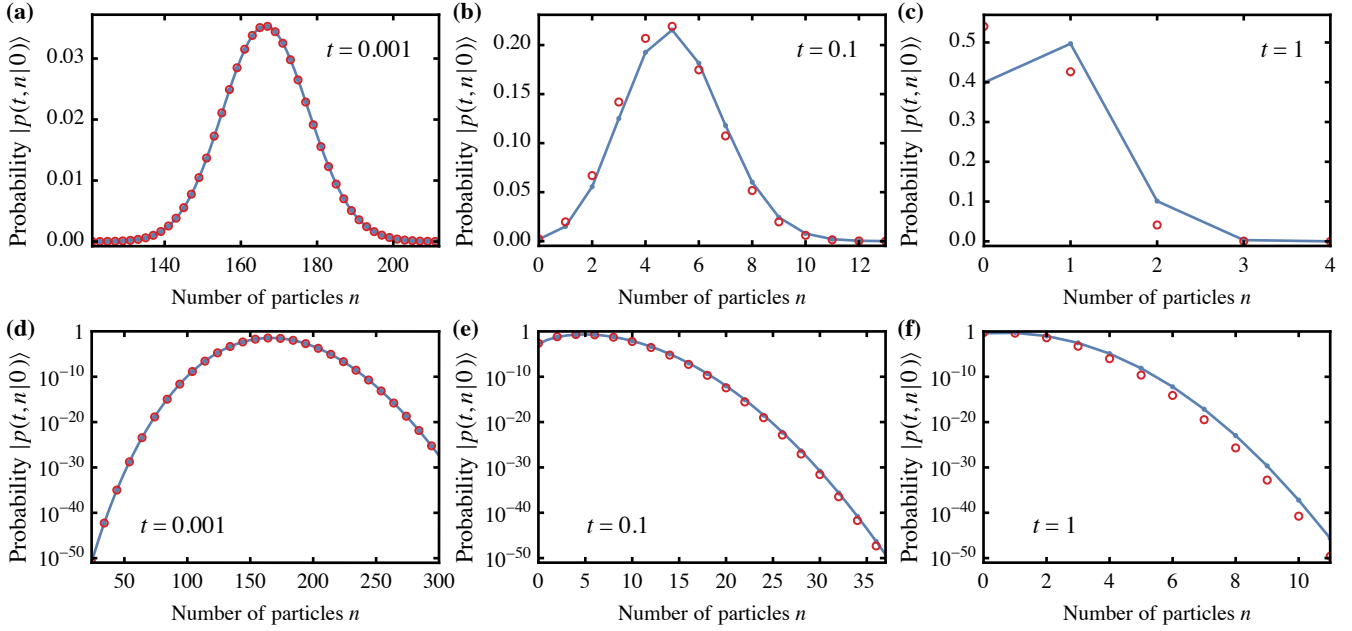 (a)
Probability |p(t, n|0)⟩
0.03
0.02
0.01
0.00
t = 0.001
140 160 180 200
Number of particles n
(b)
Probability |p(t, n|0)⟩
0.20
0.15
0.10
0.05
0.00
t = 0.1
0 2 4 6 8 10 12
Number of particles n
(c)
Probability |p(t, n|0)⟩
0.5
0.4
0.3
0.2
0.1
0.0
t = 1
0 1 2 3 4
Number of particles n
(d)
Probability |p(t, n|0)⟩
1
10⁻¹⁰
10⁻²⁰
10⁻³⁰
10⁻⁴⁰
10⁻⁵⁰
t = 0.001
50 100 150 200 250 300
Number of particles n
(e)
Probability |p(t, n|0)⟩
1
10⁻¹⁰
10⁻²⁰
10⁻³⁰
10⁻⁴⁰
10⁻⁵⁰
t = 0.1
0 5 10 15 20 25 30 35
Number of particles n
(f)
Probability |p(t, n|0)⟩
1
10⁻¹⁰
10⁻²⁰
10⁻³⁰
10⁻⁴⁰
10⁻⁵⁰
t = 1
0 2 4 6 8 10
Number of particles n